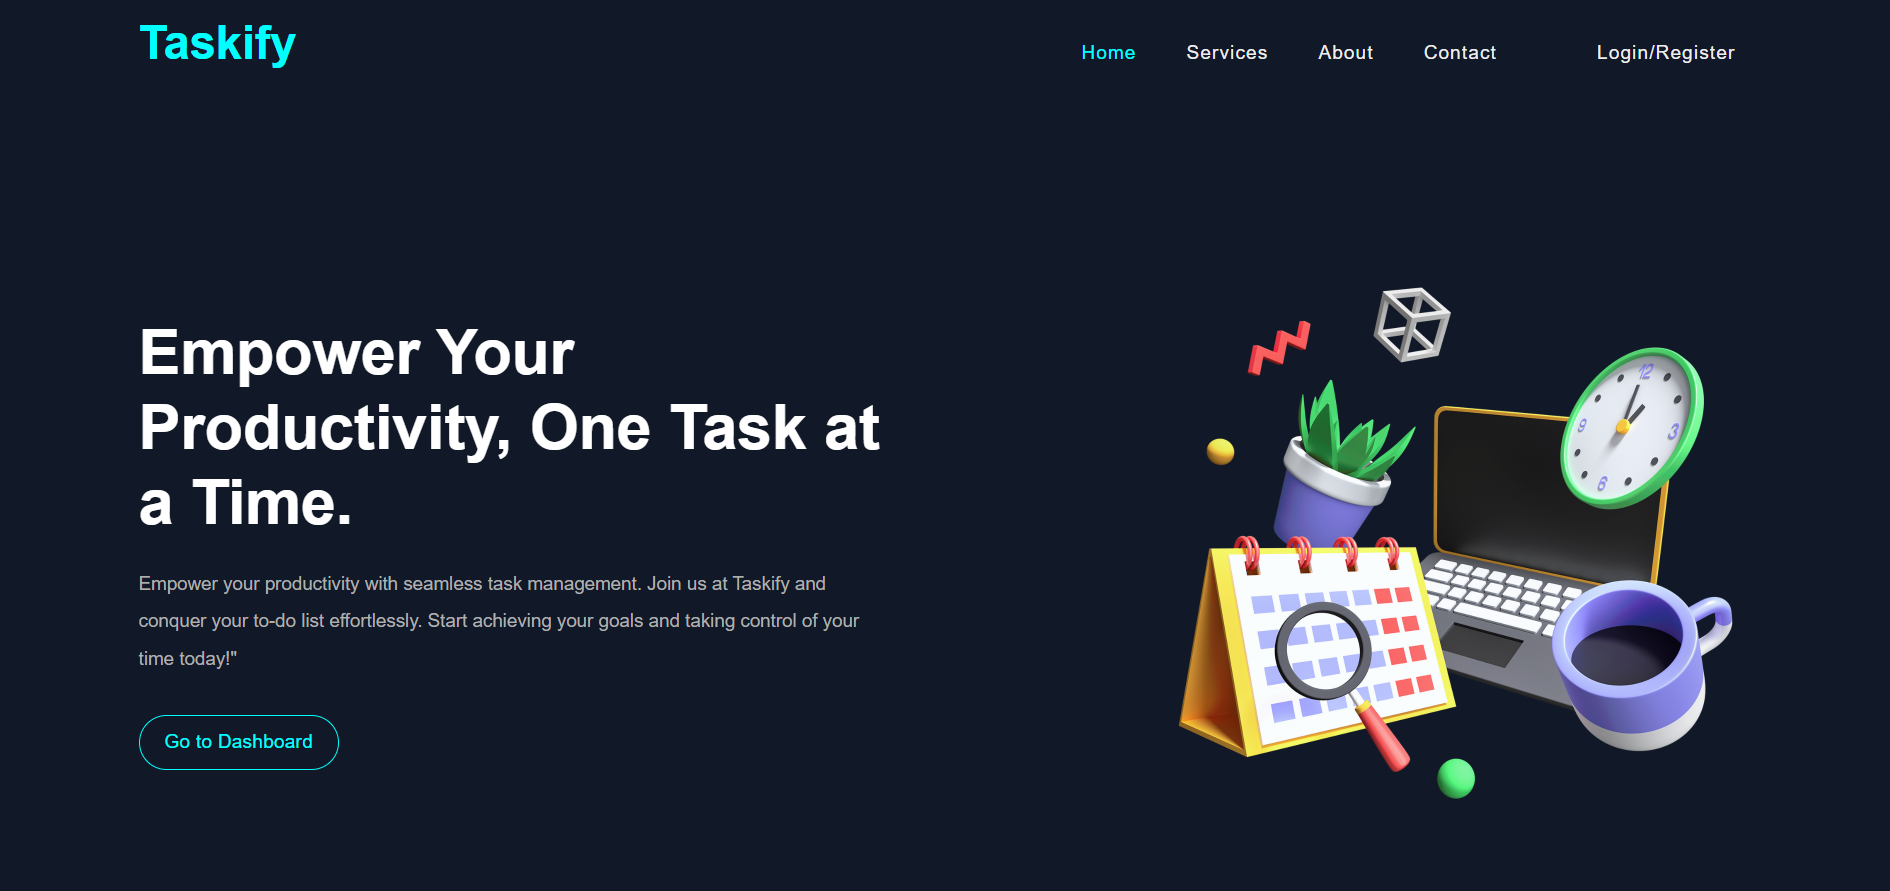 Taskify
Home Services About Contact Login/Register
Empower Your
Productivity, One Task at
a Time.
Empower your productivity with seamless task management. Join us at Taskify and
conquer your to-do list effortlessly. Start achieving your goals and taking control of your
time today!"
Go to Dashboard
12
3
6
9